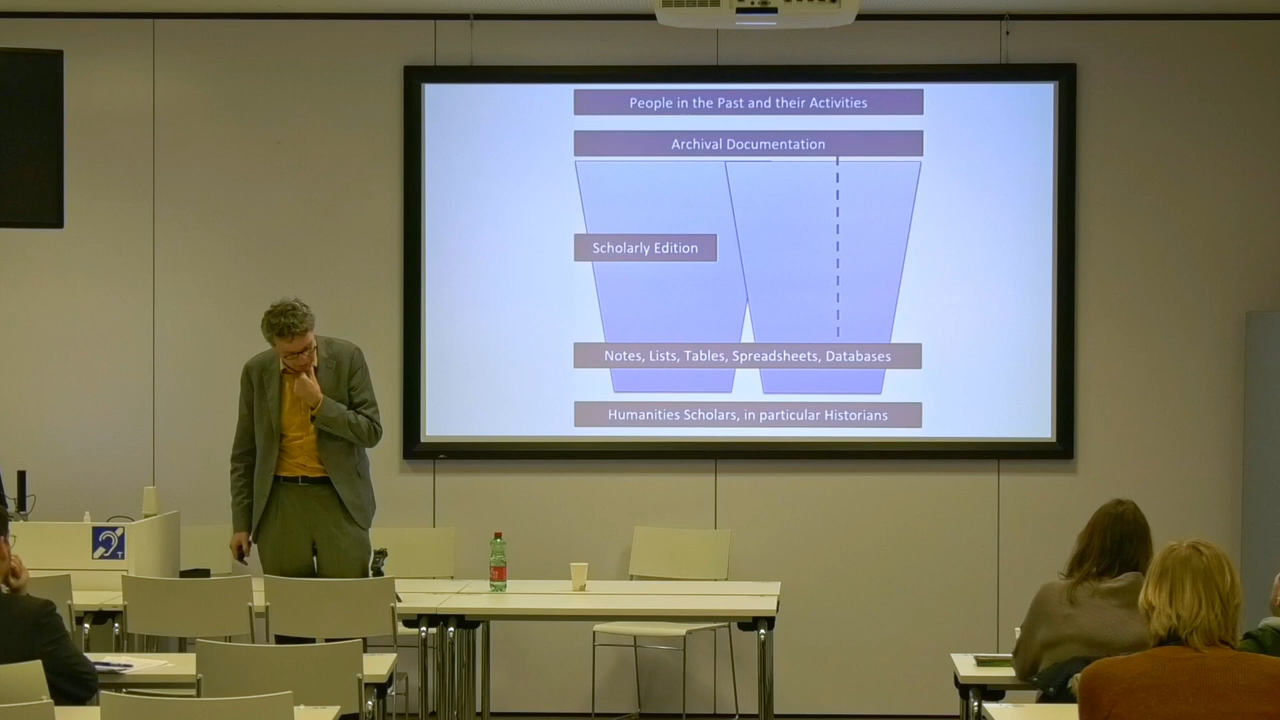 People in the Past and their Activities
Archival Documentation
Scholarly Edition
Notes, Lists, Tables, Spreadsheets, Databases
Humanities Scholars, in particular Historians
T